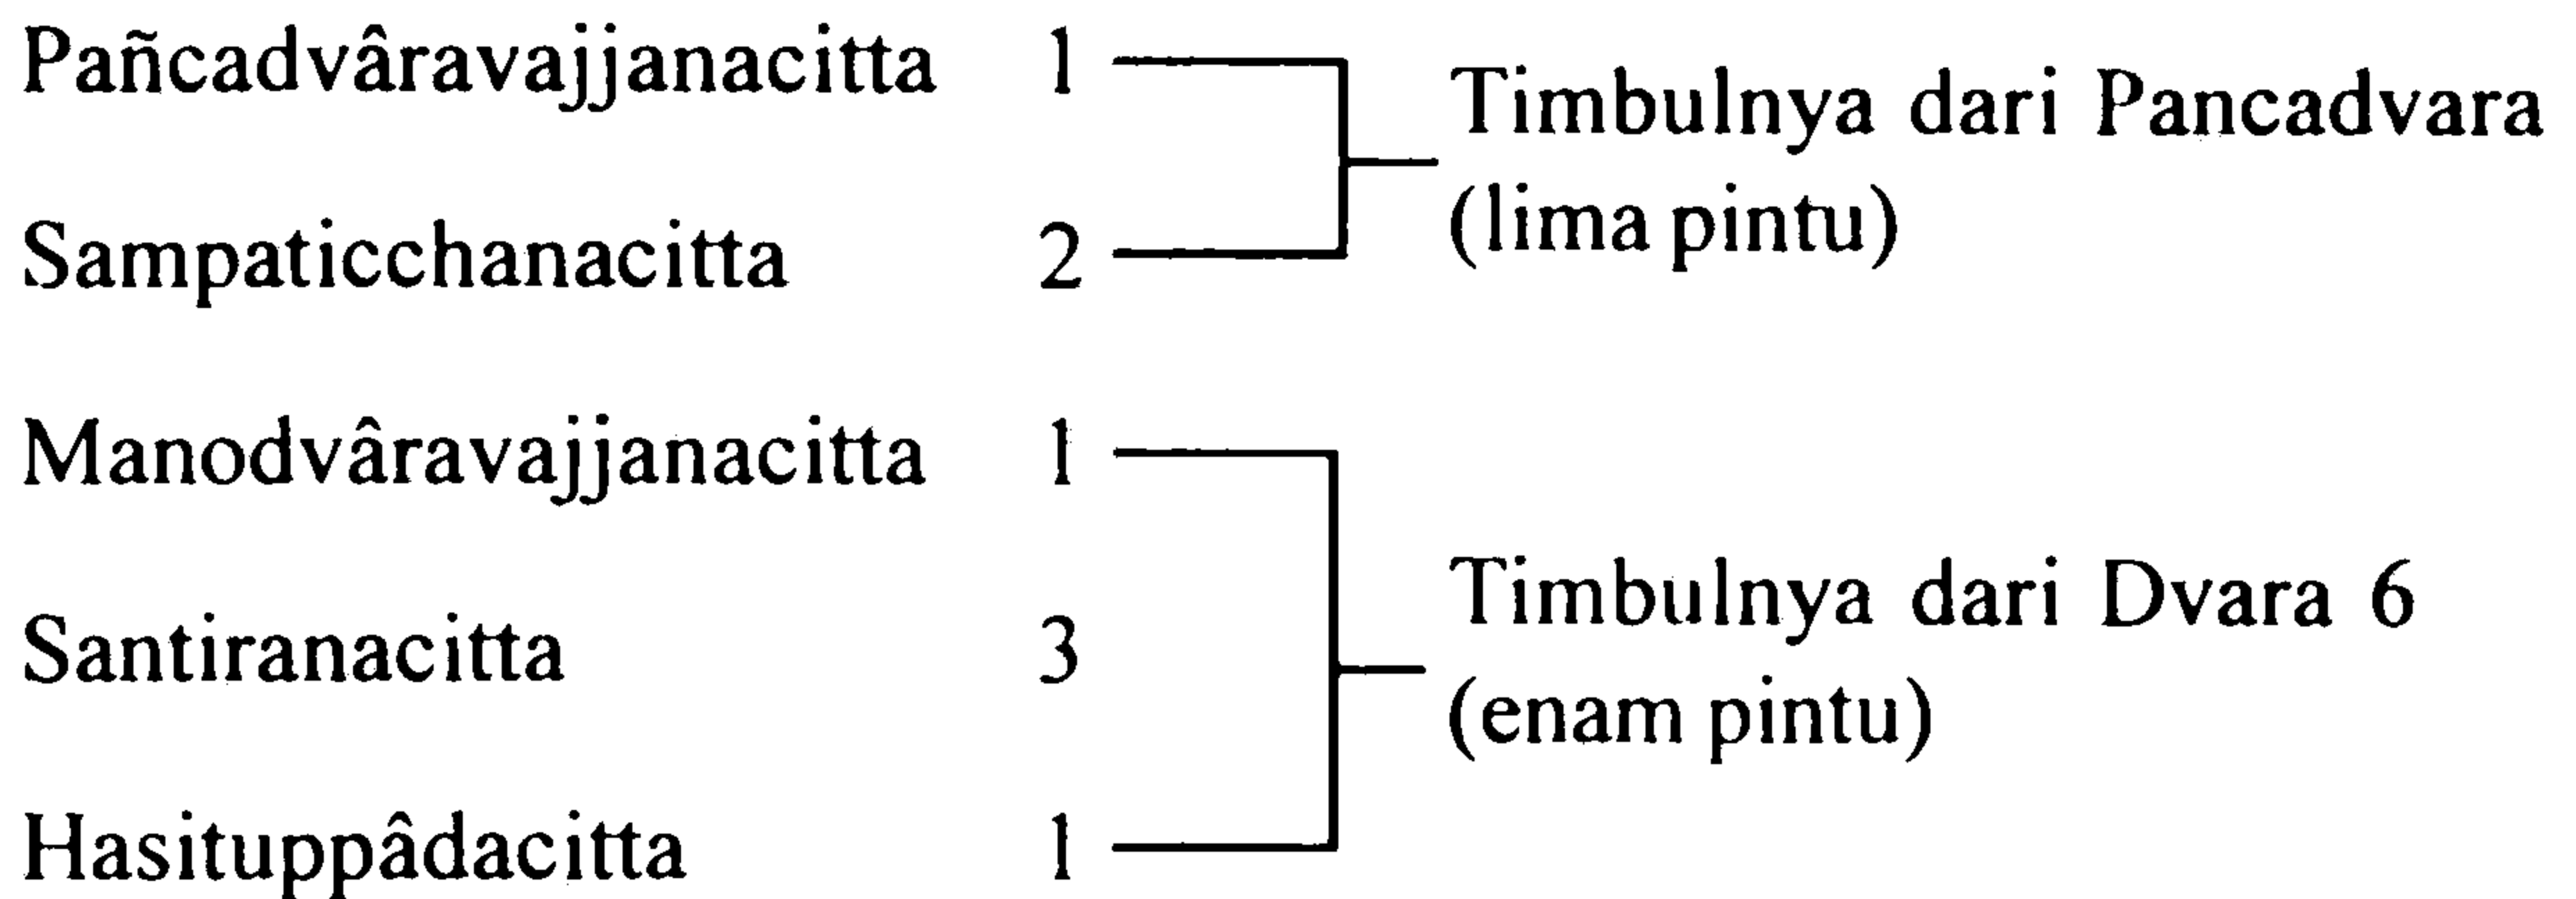 Pañcadvâravajjanacitta 1
Timbulnya dari Pancadvara
(lima pintu)
Sampaticchanacitta 2
Manodvâravajjanacitta 1
Timbulnya dari Dvara 6
(enam pintu)
Santiranacitta 3
Hasituppâdacitta 1